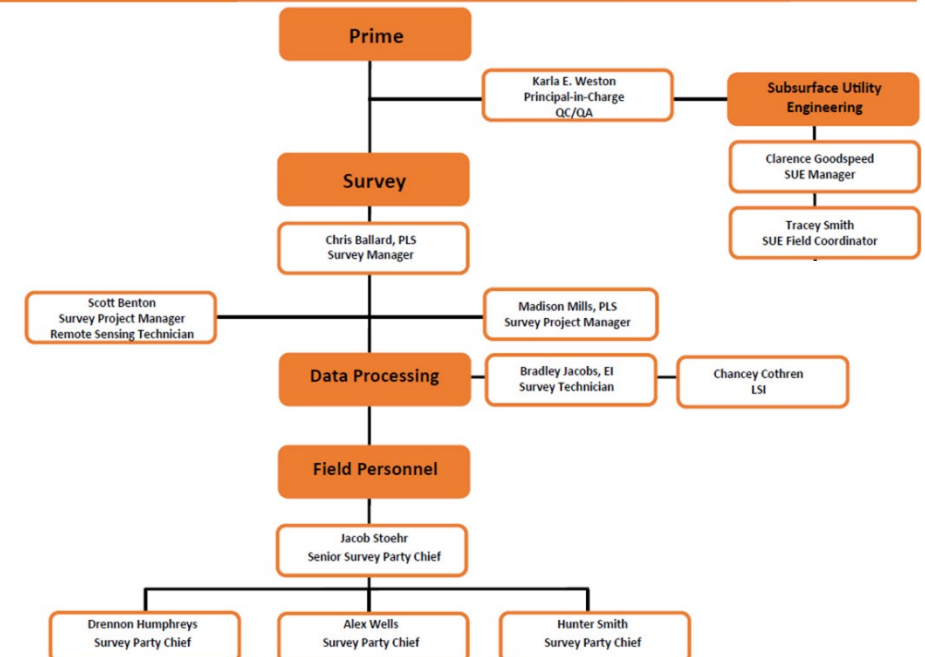 Prime
Karla E. Weston
Principal-in-Charge
QC/QA
Subsurface Utility
Engineering
Clarence Goodspeed
SUE Manager
Tracey Smith
SUE Field Coordinator
Survey
Chris Ballard, PLS
Survey Manager
Scott Benton
Survey Project Manager
Remote Sensing Technician
Madison Mills, PLS
Survey Project Manager
Data Processing
Bradley Jacobs, EI
Survey Technician
Chancey Cothren
LSI
Field Personnel
Jacob Stoehr
Senior Survey Party Chief
Drennon Humphreys
Survey Party Chief
Alex Wells
Survey Party Chief
Hunter Smith
Survey Party Chief